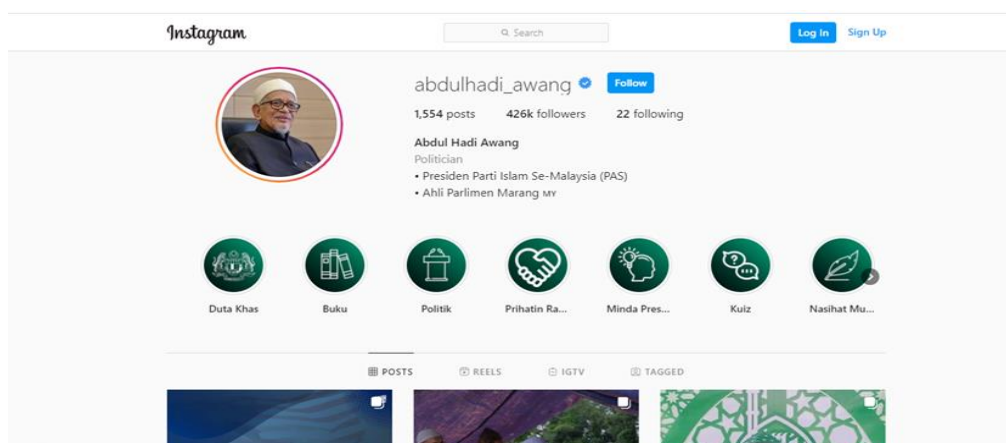 Instagram
Search
Log In Sign Up
abdulhadi_awang Follow
1,554 posts 426k followers 22 following
Abdul Hadi Awang
Politician
• Presiden Parti Islam Se-Malaysia (PAS)
• Ahli Parlimen Marang MY
Duta Khas Buku Politik Prihatin Ra... Minda Pres... Kuiz Nasihat Mu...
POSTS REELS IGTV TAGGED